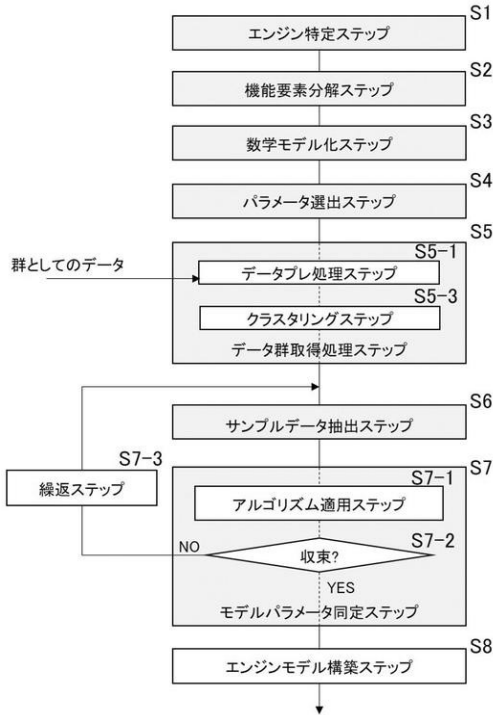 S1
エンジン特定ステップ
S2
機能要素分解ステップ
S3
数学モデル化ステップ
S4
パラメータ選出ステップ
S5
S5-1
群としてのデータ
データプレ処理ステップ
S5-3
クラスタリングステップ
データ群取得処理ステップ
S6
サンプルデータ抽出ステップ
S7-3
繰返ステップ
S7
S7-1
アルゴリズム適用ステップ
S7-2
収束?
NO
YES
モデルパラメータ同定ステップ
S8
エンジンモデル構築ステップ